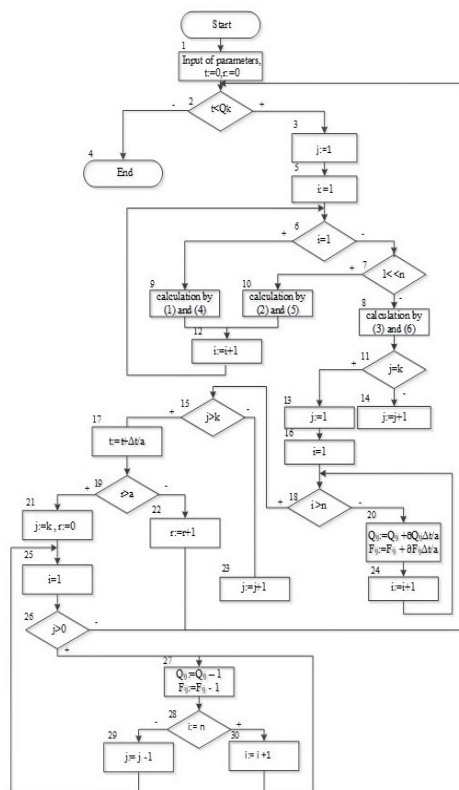 Start
1
Input of parameters,
t:=0,r:=0
2
t<Qk
-
+
3
j:=1
4
End
5
i:=1
6
i=1
+
-
7
1<<n
+
-
8
calculation by
(3) and (6)
9
calculation by
(1) and (4)
10
calculation by
(2) and (5)
11
j=k
+
-
12
i:=i+1
13
j:=1
14
j:=j+1
15
j>k
+
-
16
i=1
17
t:=t+Δt/a
18
i>n
+
-
19
r>a
+
-
20
Qij:=Qij +∂QijΔt/a
Fij:=Fij + ∂FijΔt/a
21
j:=k , r:=0
22
r:=r+1
23
j:=j+1
24
i:=i+1
25
i=1
26
j>0
-
+
27
Qij:=Qij – 1
Fij:=Fij - 1
28
i:= n
-
+
29
j:= j -1
30
i:= i +1